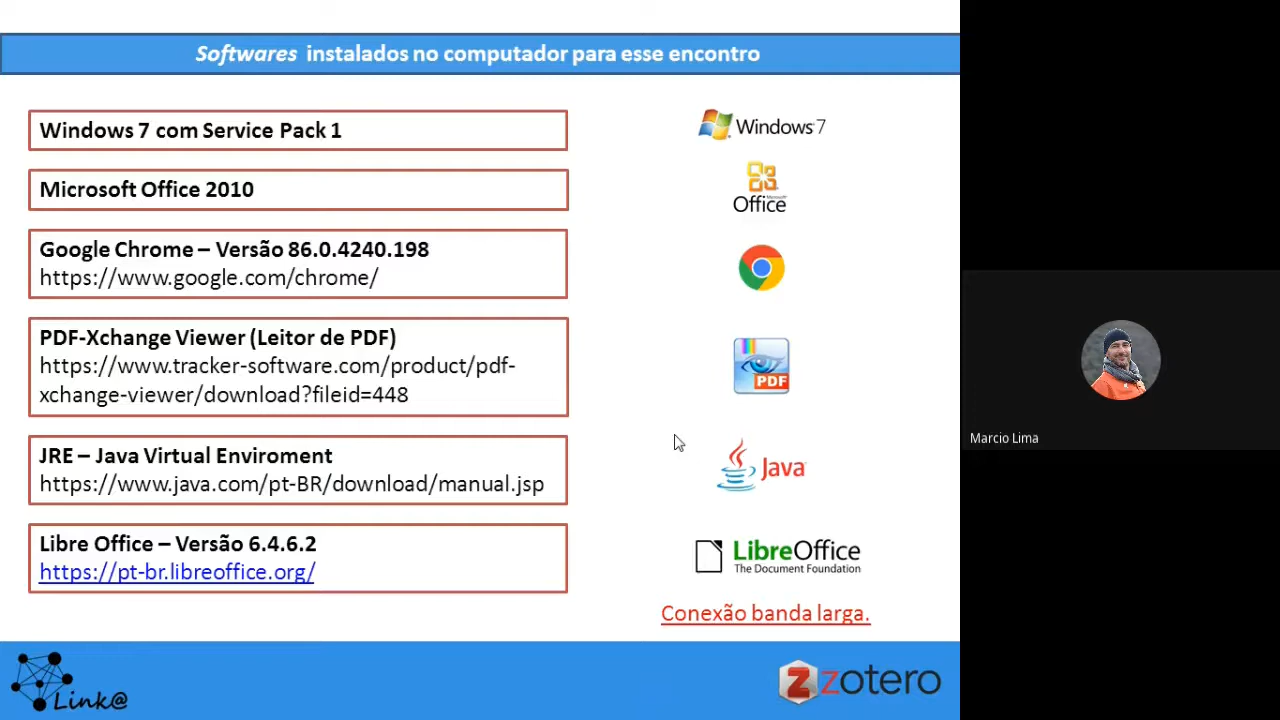 Softwares instalados no computador para esse encontro
Windows 7 com Service Pack 1
Windows 7
Microsoft Office 2010
Microsoft
Office
Google Chrome – Versão 86.0.4240.198
https://www.google.com/chrome/
PDF-Xchange Viewer (Leitor de PDF)
https://www.tracker-software.com/product/pdf-
xchange-viewer/download?fileid=448
PDF
JRE – Java Virtual Enviroment
https://www.java.com/pt-BR/download/manual.jsp
Java
Libre Office – Versão 6.4.6.2
https://pt-br.libreoffice.org/
LibreOffice
The Document Foundation
Conexão banda larga.
Link@
Z zotero
Marcio Lima